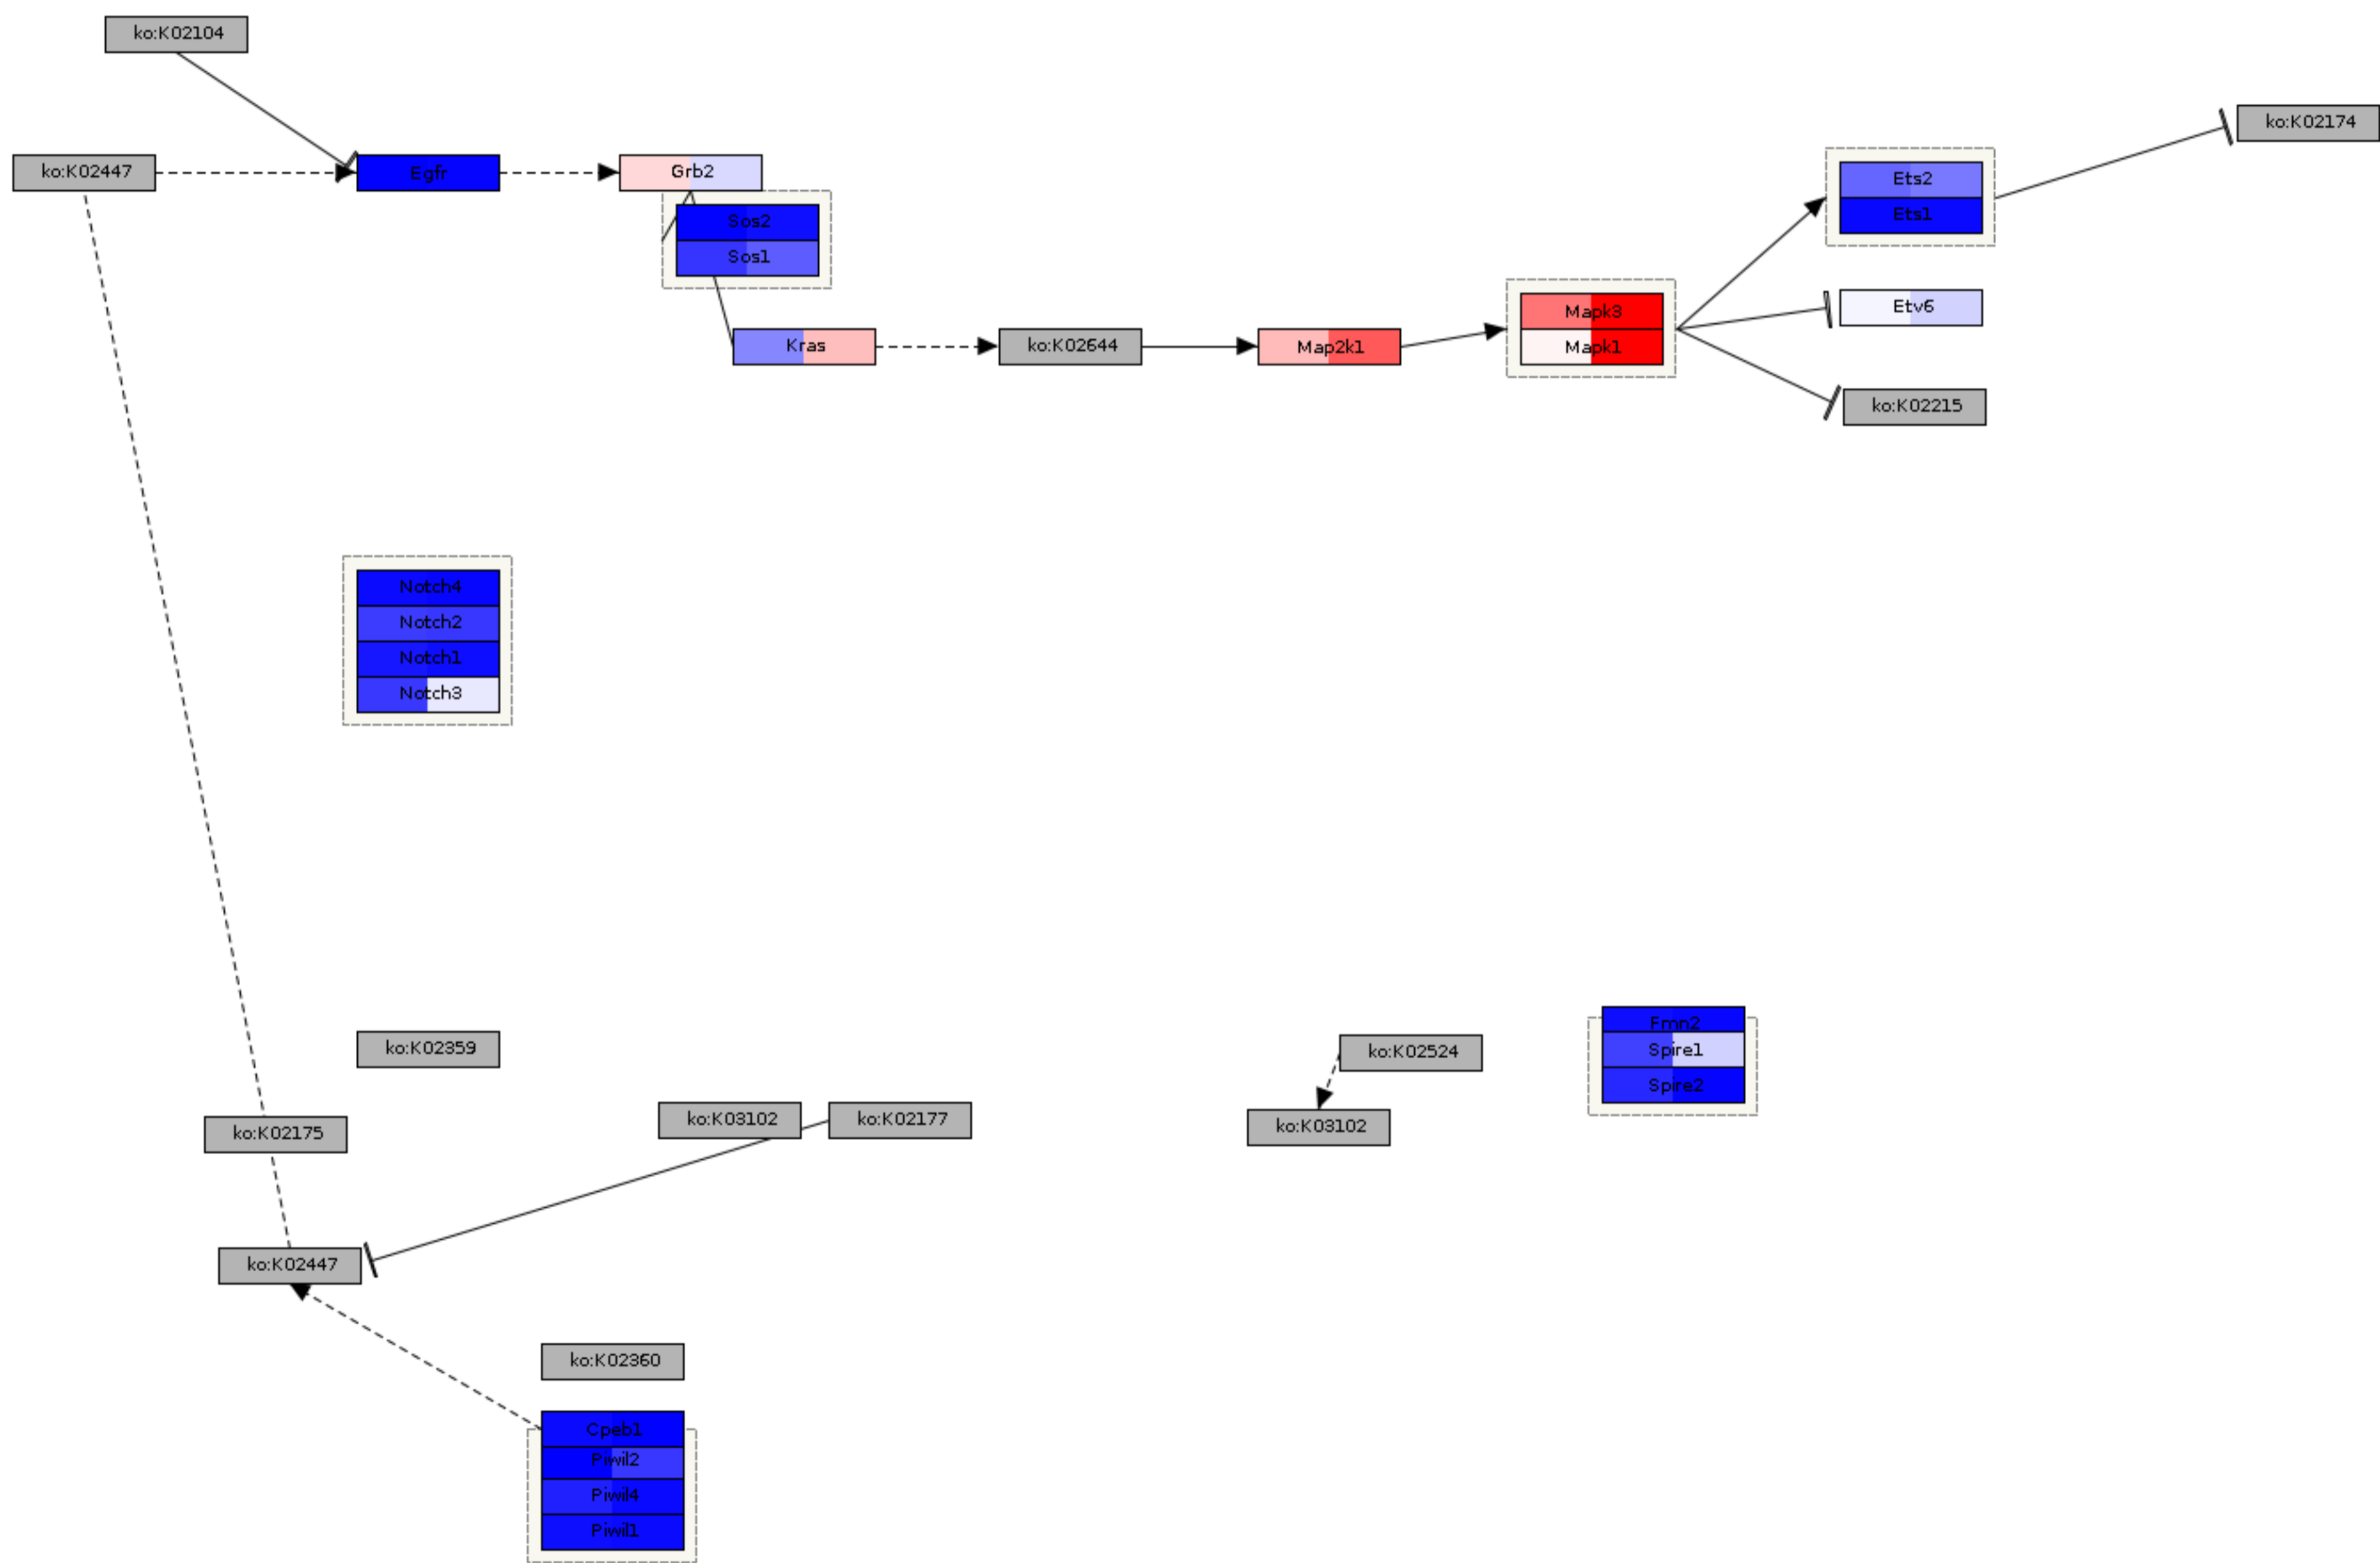 ko:K02104
ko:K02174
ko:K02447
Egfr
Grb2
Ets2
Ets1
Sos2
Sos1
Etv6
Mapk3
Mapk1
Kras
ko:K02644
Map2k1
ko:K02215
Notch4
Notch2
Notch1
Notch3
Fmn2
Spire1
Spire2
ko:K02359
ko:K02524
ko:K02175
ko:K03102
ko:K02177
ko:K03102
ko:K02447
ko:K02360
Cpeb1
Piwil2
Piwil4
Piwil1